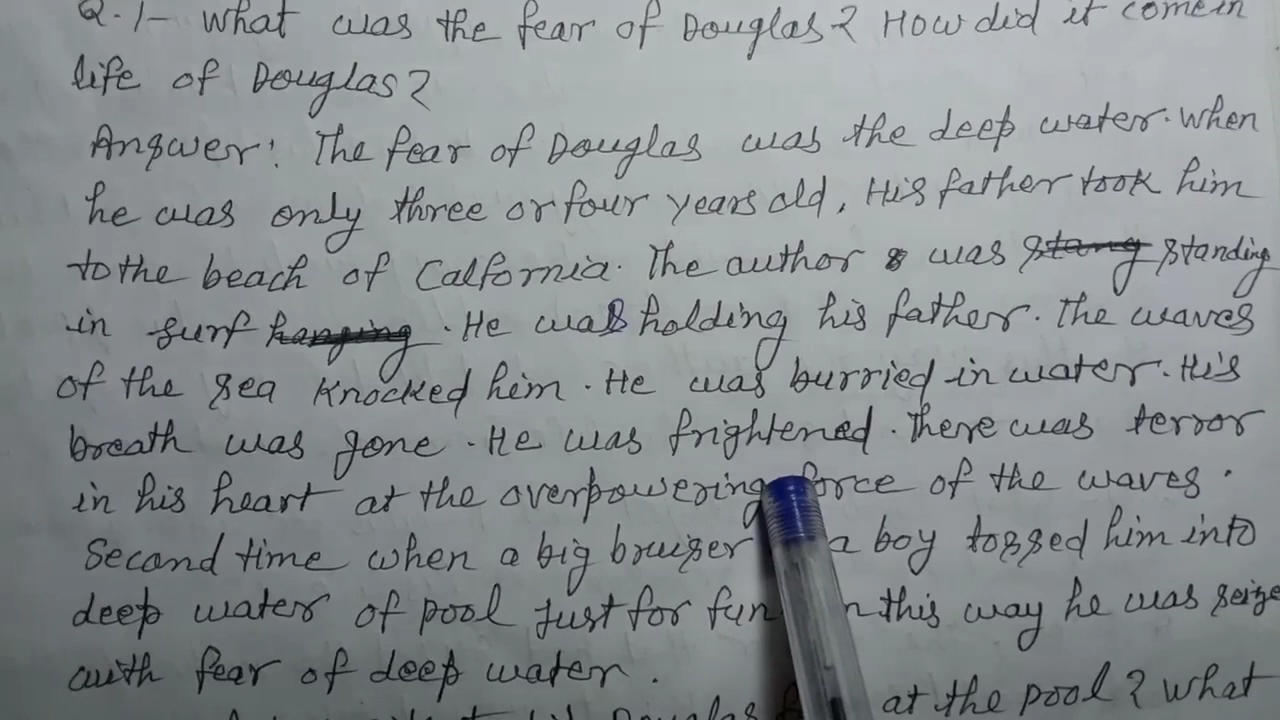 Q.1- What was the fear of Douglas? How did it come in
life of Douglas?
Answer: The fear of Douglas was the deep water. When
he was only three or four years old, His father took him
to the beach of Calfornia. The author was standing
in surf . He was holding his father. The waves
of the sea knocked him. He was burried in water. His
breath was gone. He was frightened. There was terror
in his heart at the overpowering force of the waves.
Second time when a big bruiser a boy tossed him into
deep water of pool Just for fun this way he was seize
with fear of deep water.
Douglas at the pool? what